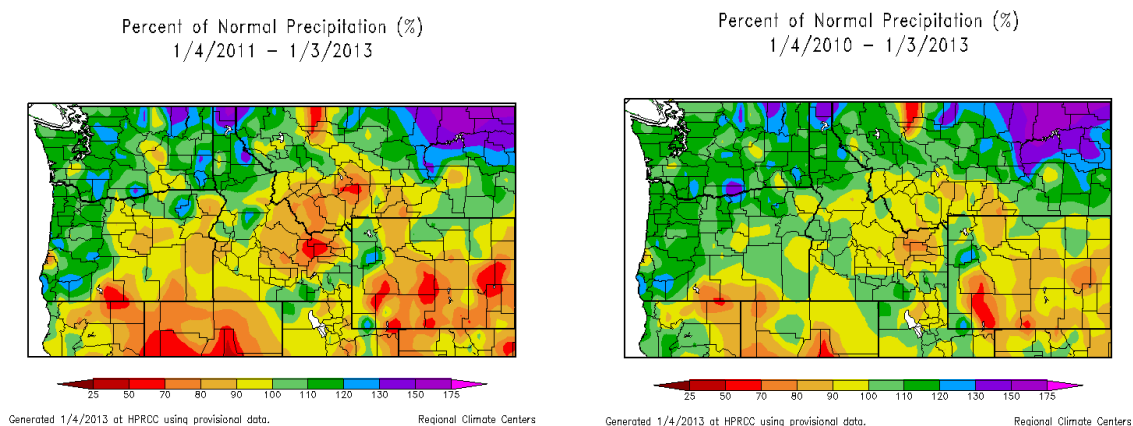 Percent of Normal Precipitation (%)
1/4/2011 – 1/3/2013
25 50 70 80 90 100 110 120 130 150 175
Generated 1/4/2013 at HPRCC using provisional data. Regional Climate Centers
Percent of Normal Precipitation (%)
1/4/2010 – 1/3/2013
25 50 70 80 90 100 110 120 130 150 175
Generated 1/4/2013 at HPRCC using provisional data. Regional Climate Centers